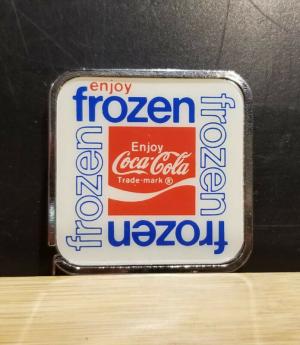 enjoy
frozen
frozen
frozen
Enjoy
Coca-Cola
Trade-mark ®
frozen